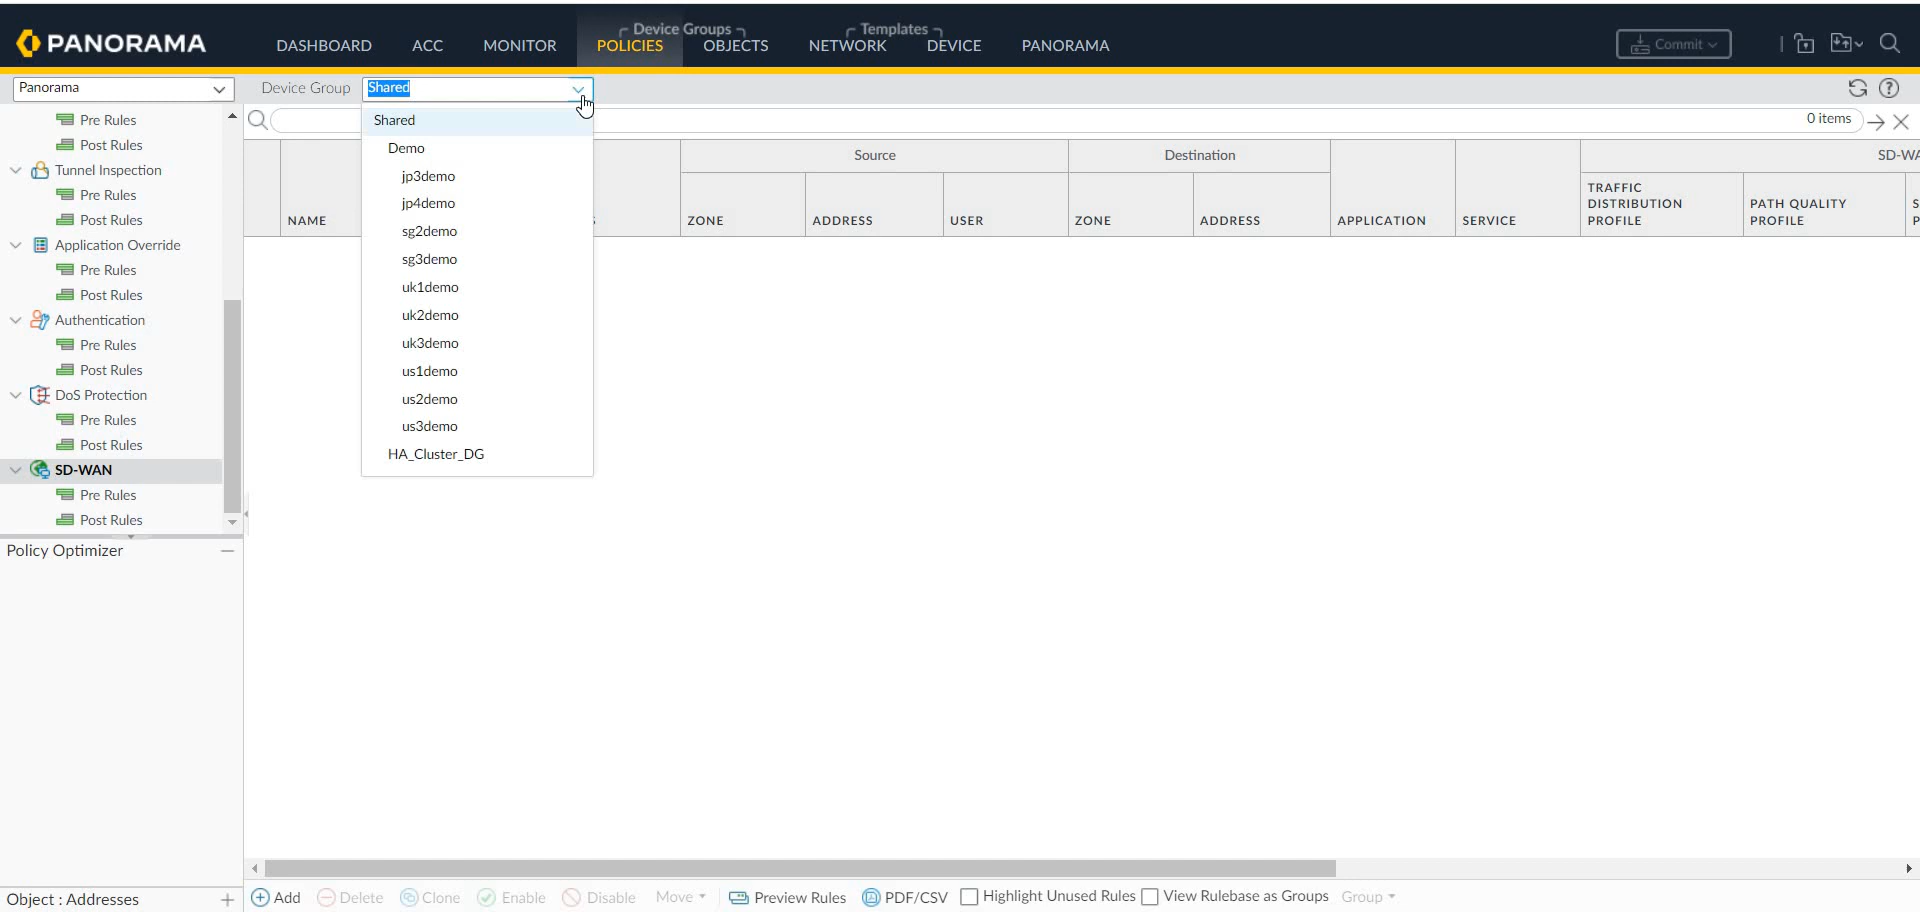 PANORAMA
DASHBOARD
ACC
MONITOR
Device Groups
POLICIES
OBJECTS
Templates
NETWORK
DEVICE
PANORAMA
Commit
Panorama
Device Group
Shared
Pre Rules
Post Rules
Tunnel Inspection
Pre Rules
Post Rules
Application Override
Pre Rules
Post Rules
Authentication
Pre Rules
Post Rules
DoS Protection
Pre Rules
Post Rules
SD-WAN
Pre Rules
Post Rules
Policy Optimizer
Object : Addresses
Shared
Demo
jp3demo
jp4demo
sg2demo
sg3demo
uk1demo
uk2demo
uk3demo
us1demo
us2demo
us3demo
HA_Cluster_DG
0 items
Source
Destination
SD-WA
NAME
ZONE
ADDRESS
USER
ZONE
ADDRESS
APPLICATION
SERVICE
TRAFFIC
DISTRIBUTION
PROFILE
PATH QUALITY
PROFILE
S
P
Add
Delete
Clone
Enable
Disable
Move
Preview Rules
PDF/CSV
Highlight Unused Rules
View Rulebase as Groups
Group